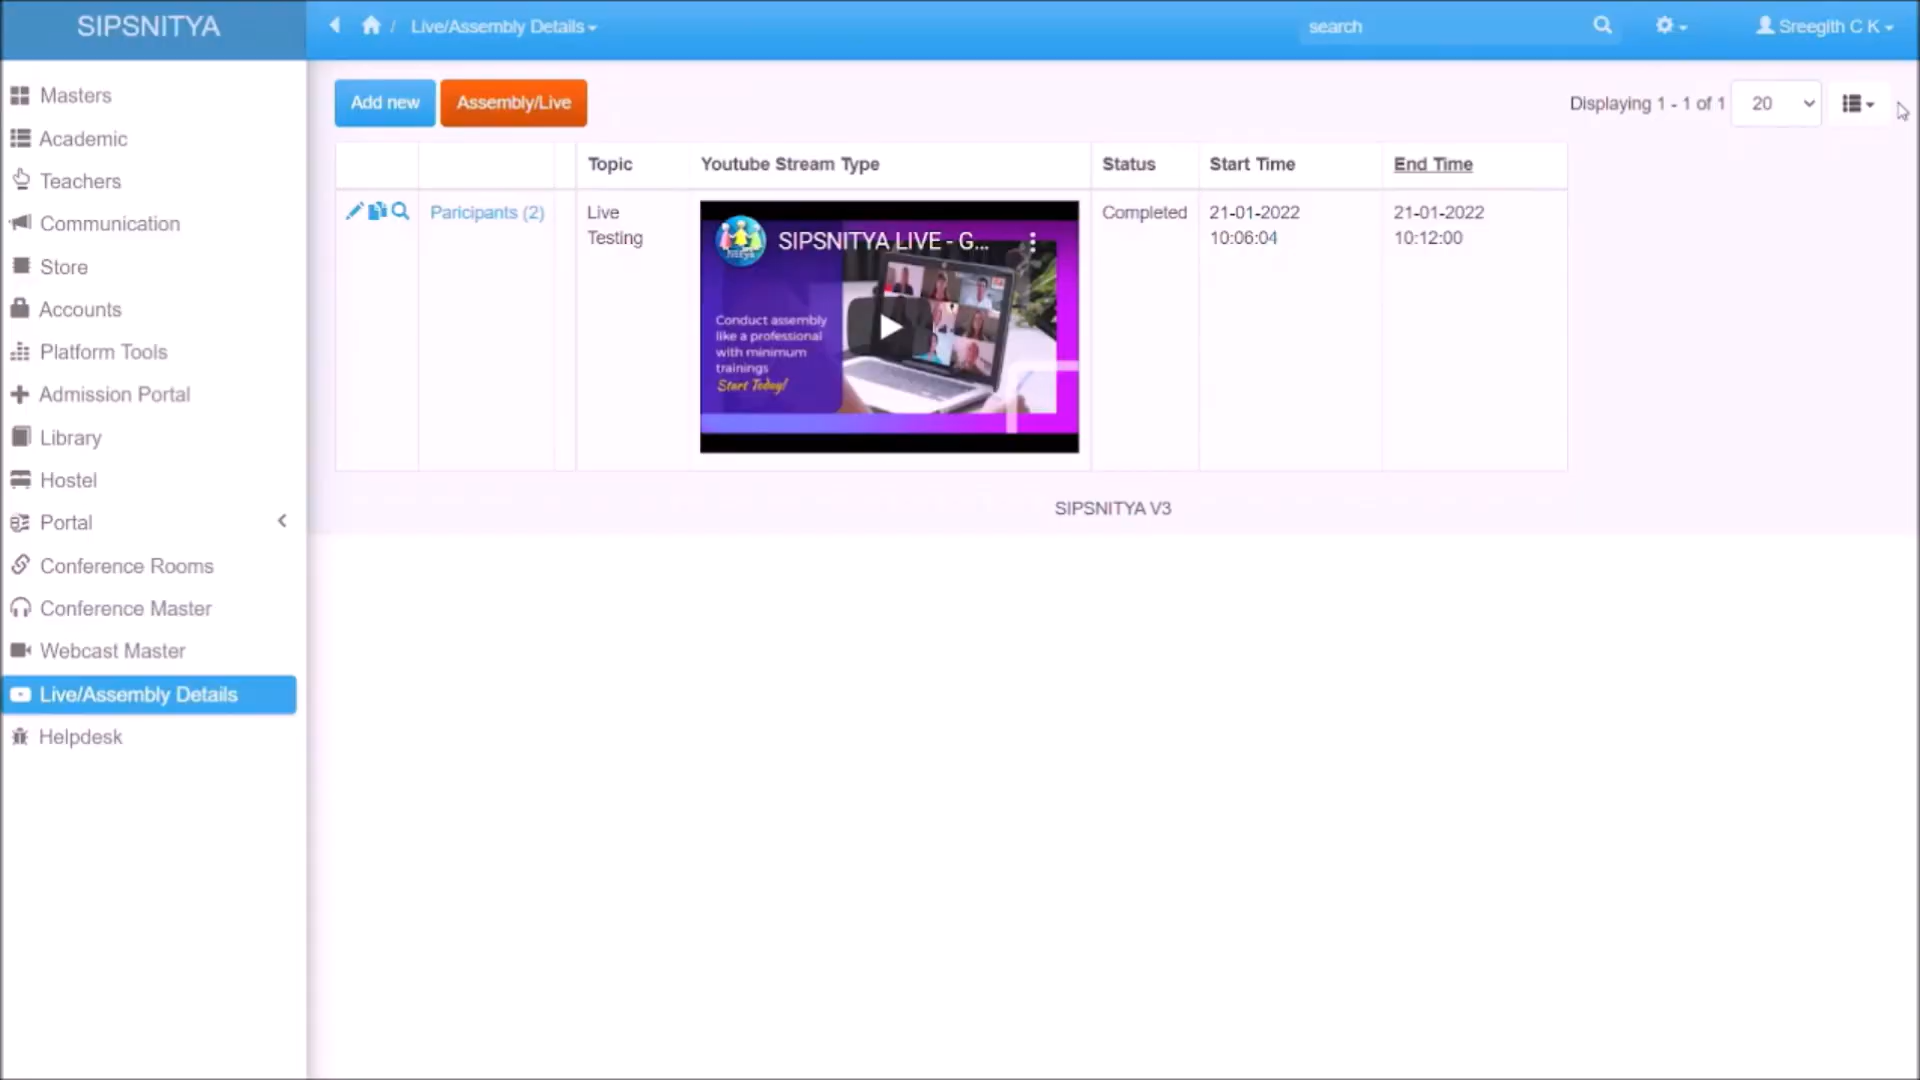 SIPSNITYA
/ Live/Assembly Details
search
Sreegith C K
Masters
Academic
Teachers
Communication
Store
Accounts
Platform Tools
Admission Portal
Library
Hostel
Portal
Conference Rooms
Conference Master
Webcast Master
Live/Assembly Details
Helpdesk
Add new
Assembly/Live
Displaying 1 - 1 of 1
20
Topic
Youtube Stream Type
Status
Start Time
End Time
Paricipants (2)
Live
Testing
SIPSNITYA LIVE - G...
Conduct assembly
like a professional
with minimum
trainings
Start Today!
Completed
21-01-2022
10:06:04
21-01-2022
10:12:00
SIPSNITYA V3